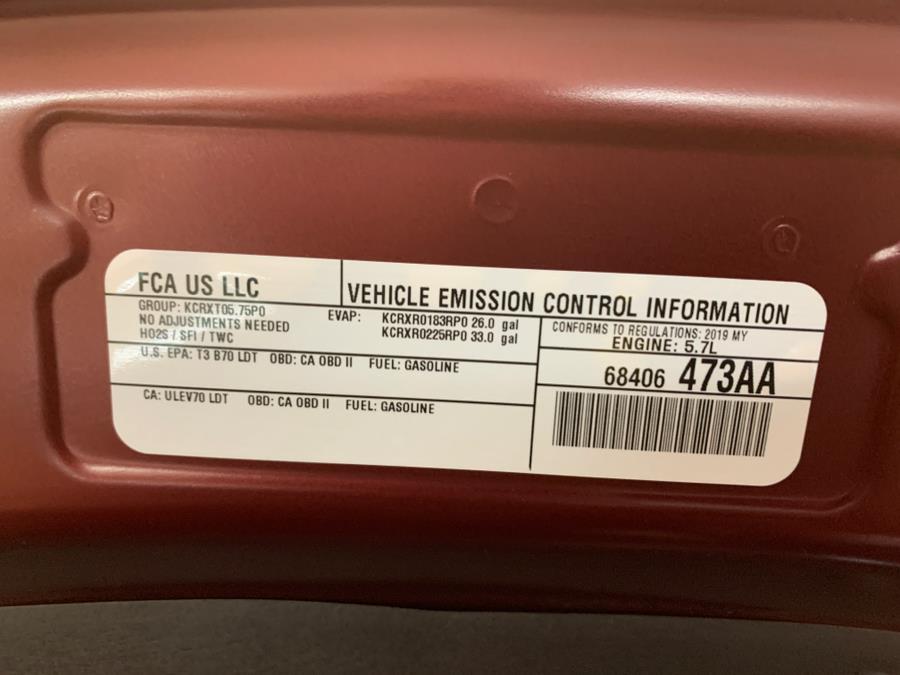 FCA US LLC
VEHICLE EMISSION CONTROL INFORMATION
GROUP: KCRXT05.75P0
NO ADJUSTMENTS NEEDED
HO2S / SFI / TWC
EVAP: KCRXR0183RP0 26.0 gal
KCRXR0225RP0 33.0 gal
CONFORMS TO REGULATIONS: 2019 MY
ENGINE: 5.7L
U.S. EPA: T3 B70 LDT OBD: CA OBD II FUEL: GASOLINE
68406 473AA
CA: ULEV70 LDT OBD: CA OBD II FUEL: GASOLINE